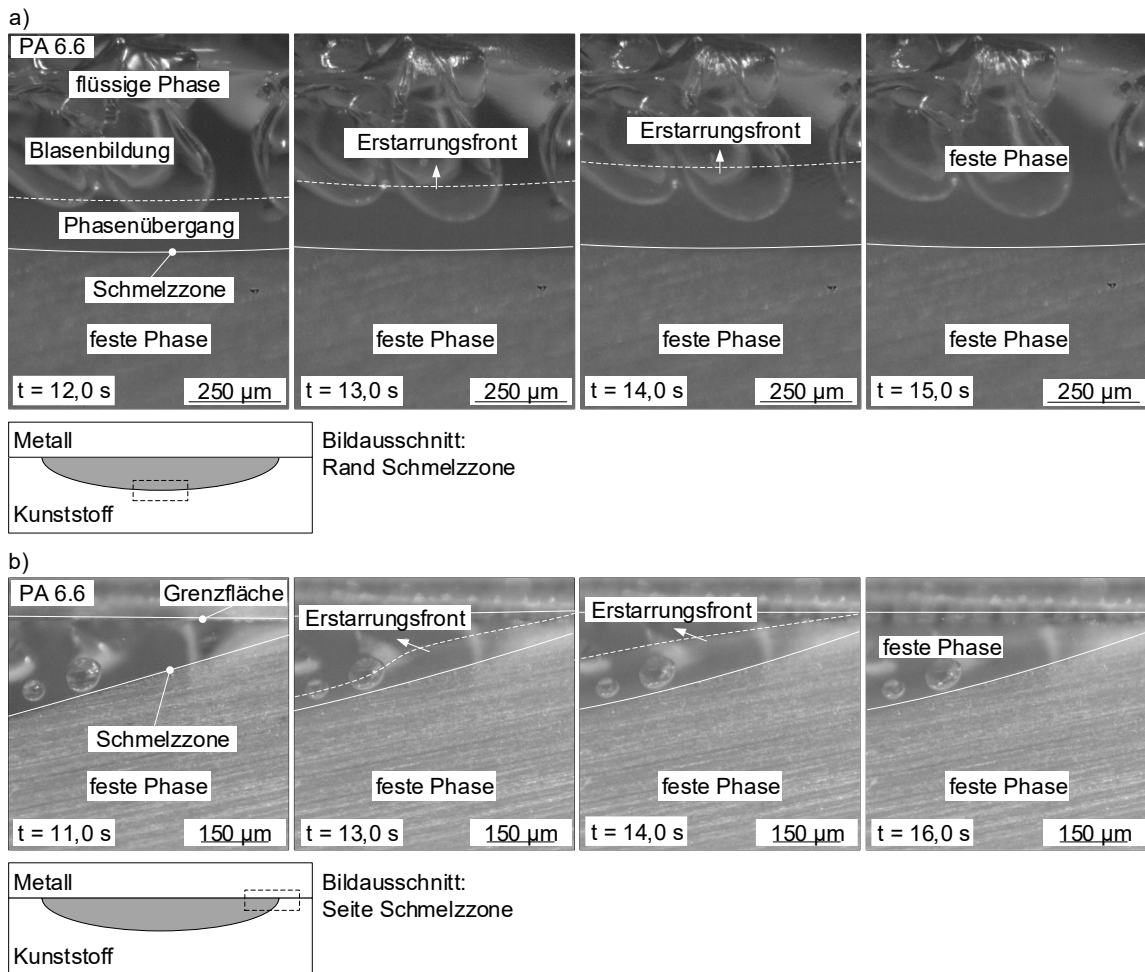 a)
PA 6.6
flüssige Phase
Blasenbildung
Phasenübergang
Schmelzzone
feste Phase
t = 12,0 s
250 µm
Erstarrungsfront
feste Phase
t = 13,0 s
250 µm
Erstarrungsfront
feste Phase
t = 14,0 s
250 µm
feste Phase
feste Phase
t = 15,0 s
250 µm
Metall
Kunststoff
Bildausschnitt:
Rand Schmelzzone
b)
PA 6.6
Grenzfläche
Schmelzzone
feste Phase
t = 11,0 s
150 µm
Erstarrungsfront
feste Phase
t = 13,0 s
150 µm
Erstarrungsfront
feste Phase
t = 14,0 s
150 µm
feste Phase
feste Phase
t = 16,0 s
150 µm
Metall
Kunststoff
Bildausschnitt:
Seite Schmelzzone